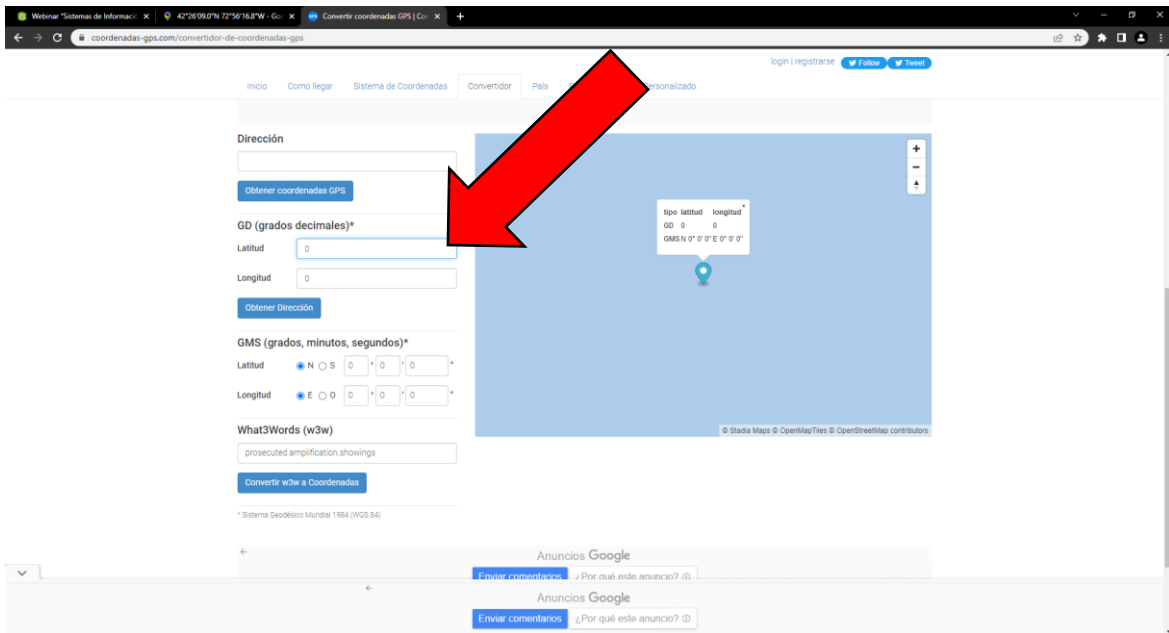 Webinar "Sistemas de Informació
42°26'09.0"N 72°56'16.8"W - Goo
Convertir coordenadas GPS | Con
coordenadas-gps.com/convertidor-de-coordenadas-gps
login | registrarse Follow Tweet
Inicio Como llegar Sistema de Coordenadas Convertidor País Personalizado
Dirección
Obtener coordenadas GPS
GD (grados decimales)*
Latitud 0
Longitud 0
Obtener Dirección
GMS (grados, minutos, segundos)*
Latitud N S 0 ° 0 ' 0 "
Longitud E O 0 ° 0 ' 0 "
What3Words (w3w)
prosecuted.amplification.showings
Convertir w3w a Coordenadas
* Sistema Geodésico Mundial 1984 (WGS 84)
tipo latitud longitud
GD 0 0
GMS N 0° 0' 0" E 0° 0' 0"
© Stadia Maps © OpenMapTiles © OpenStreetMap contributors
Anuncios Google
Enviar comentarios ¿Por qué este anuncio?
Anuncios Google
Enviar comentarios ¿Por qué este anuncio?